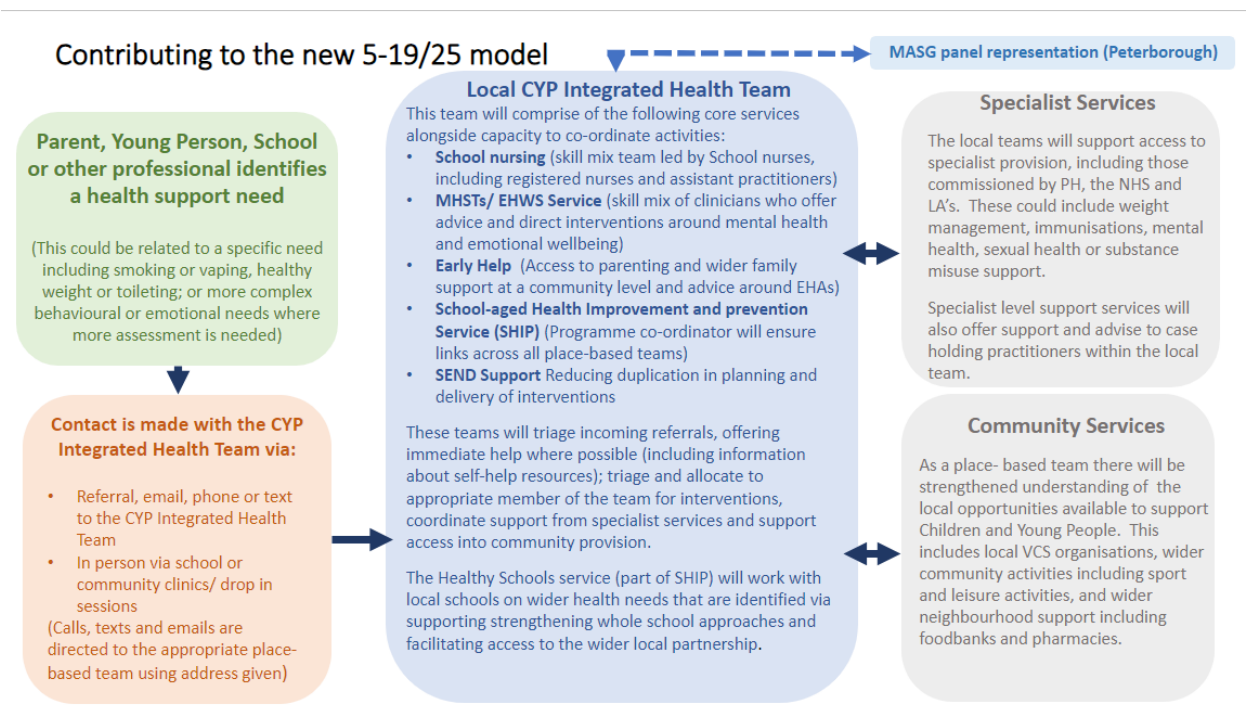 Contributing to the new 5-19/25 model
MASG panel representation (Peterborough)
Parent, Young Person, School
or other professional identifies
a health support need
(This could be related to a specific need
including smoking or vaping, healthy
weight or toileting; or more complex
behavioural or emotional needs where
more assessment is needed)
Contact is made with the CYP
Integrated Health Team via:
• Referral, email, phone or text
to the CYP Integrated Health
Team
• In person via school or
community clinics/ drop in
sessions
(Calls, texts and emails are
directed to the appropriate place-
based team using address given)
Local CYP Integrated Health Team
This team will comprise of the following core services
alongside capacity to co-ordinate activities:
• School nursing (skill mix team led by School nurses,
including registered nurses and assistant practitioners)
• MHSTs/ EHWS Service (skill mix of clinicians who offer
advice and direct interventions around mental health
and emotional wellbeing)
• Early Help (Access to parenting and wider family
support at a community level and advice around EHAs)
• School-aged Health Improvement and prevention
Service (SHIP) (Programme co-ordinator will ensure
links across all place-based teams)
• SEND Support Reducing duplication in planning and
delivery of interventions
These teams will triage incoming referrals, offering
immediate help where possible (including information
about self-help resources); triage and allocate to
appropriate member of the team for interventions,
coordinate support from specialist services and support
access into community provision.
The Healthy Schools service (part of SHIP) will work with
local schools on wider health needs that are identified via
supporting strengthening whole school approaches and
facilitating access to the wider local partnership.
Specialist Services
The local teams will support access to
specialist provision, including those
commissioned by PH, the NHS and
LA's. These could include weight
management, immunisations, mental
health, sexual health or substance
misuse support.
Specialist level support services will
also offer support and advise to case
holding practitioners within the local
team.
Community Services
As a place- based team there will be
strengthened understanding of the
local opportunities available to support
Children and Young People. This
includes local VCS organisations, wider
community activities including sport
and leisure activities, and wider
neighbourhood support including
foodbanks and pharmacies.